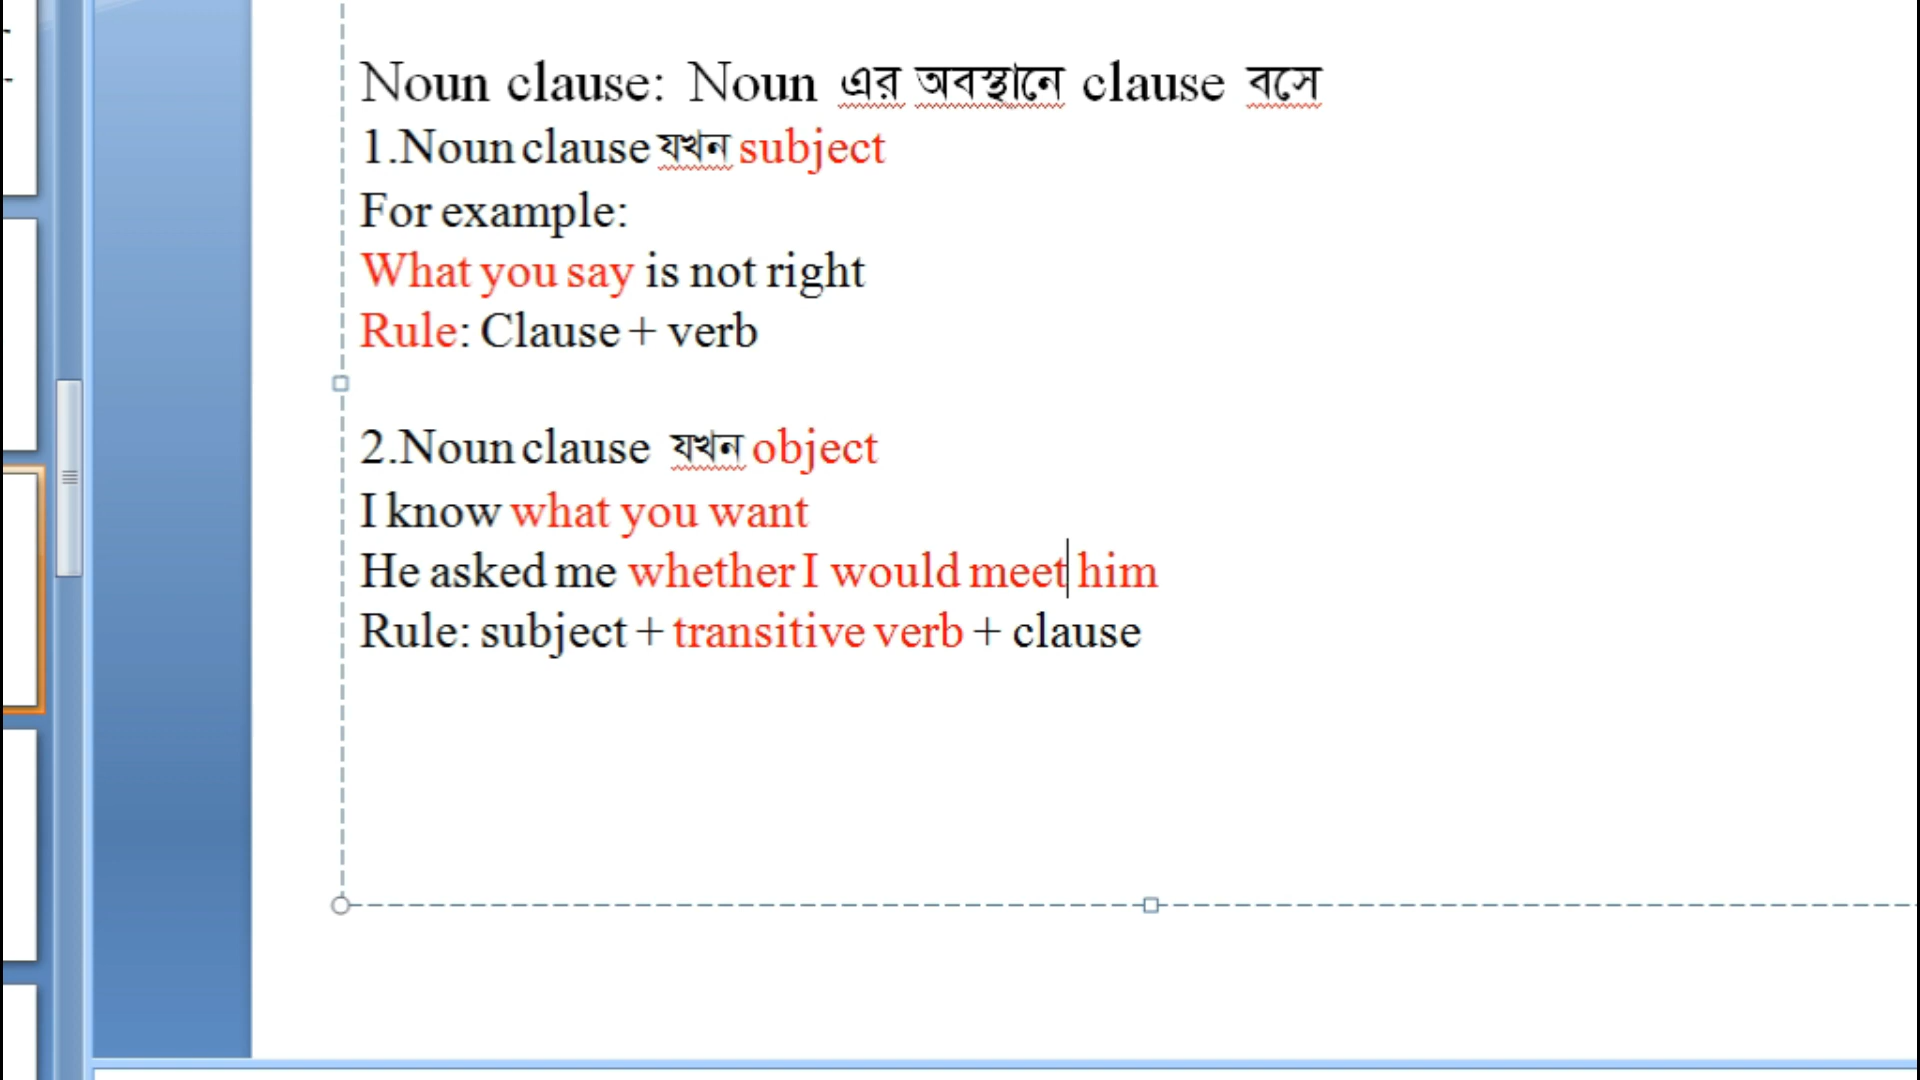 Noun clause: Noun এর অবস্থানে clause বসে
1.Noun clause যখন subject
For example:
What you say is not right
Rule: Clause + verb
2.Noun clause যখন object
I know what you want
He asked me whether I would meet him
Rule: subject + transitive verb + clause